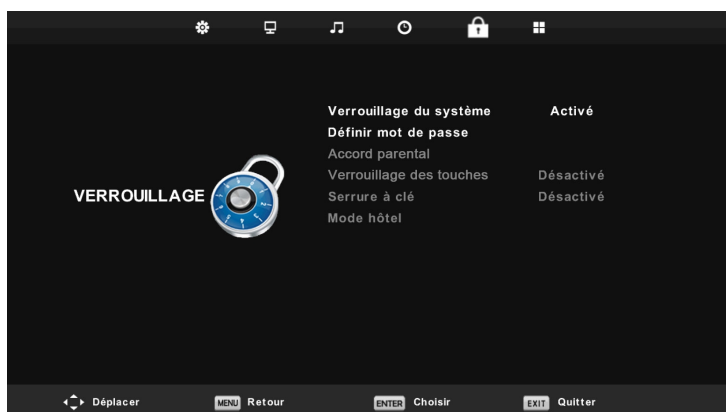 Verrouillage du système Activé
Définir mot de passe
Accord parental
Verrouillage des touches Désactivé
Serrure à clé Désactivé
Mode hôtel
VERROUILLAGE
Déplacer MENU Retour ENTER Choisir EXIT Quitter